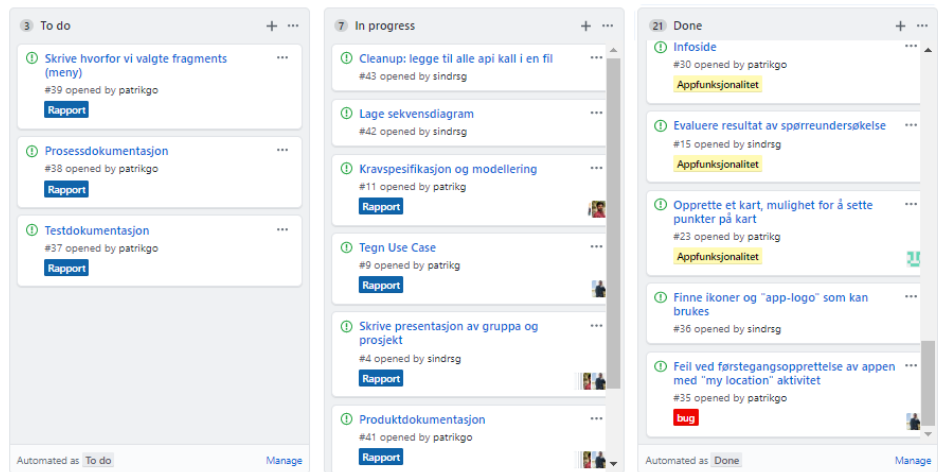 3 To do
Skrive hvorfor vi valgte fragments
(meny)
#39 opened by patrikgo
Rapport
Prosessdokumentasjon
#38 opened by patrikgo
Rapport
Testdokumentasjon
#37 opened by patrikgo
Rapport
Automated as To do Manage
7 In progress
Cleanup: legge til alle api kall i en fil
#43 opened by sindrsg
Lage sekvensdiagram
#42 opened by sindrsg
Kravspesifikasjon og modellering
#11 opened by patrikg
Rapport
Tegn Use Case
#9 opened by patrikg
Rapport
Skrive presentasjon av gruppa og
prosjekt
#4 opened by sindrsg
Rapport
Produktdokumentasjon
#41 opened by patrikgo
Rapport
21 Done
Infoside
#30 opened by patrikgo
Appfunksjonalitet
Evaluere resultat av spørreundersøkelse
#15 opened by sindrsg
Appfunksjonalitet
Opprette et kart, mulighet for å sette
punkter på kart
#23 opened by patrikg
Appfunksjonalitet
Finne ikoner og "app-logo" som kan
brukes
#36 opened by sindrsg
Feil ved førstegangsopprettelse av appen
med "my location" aktivitet
#35 opened by patrikgo
bug
Automated as Done Manage